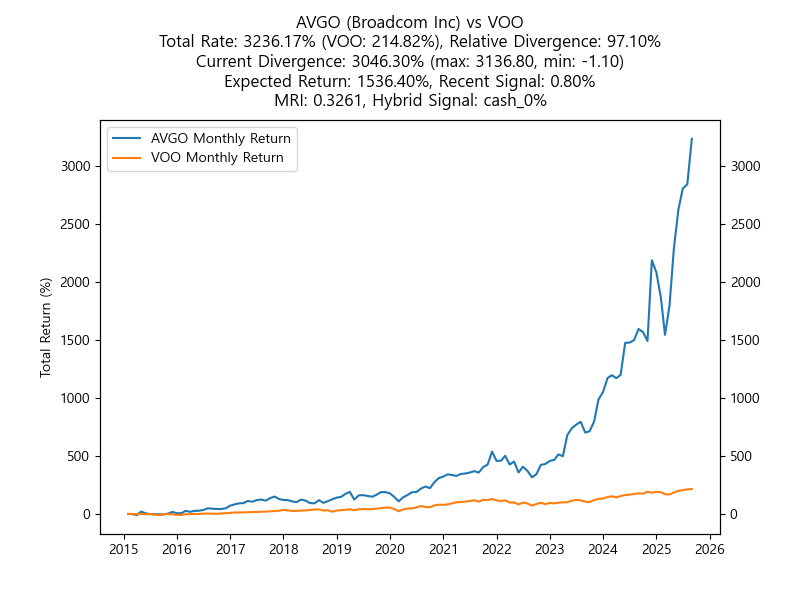 AVGO (Broadcom Inc) vs VOO
Total Rate: 3236.17% (VOO: 214.82%), Relative Divergence: 97.10%
Current Divergence: 3046.30% (max: 3136.80, min: -1.10)
Expected Return: 1536.40%, Recent Signal: 0.80%
MRI: 0.3261, Hybrid Signal: cash_0%
AVGO Monthly Return
VOO Monthly Return
Total Return (%)
3000 3000
2500 2500
2000 2000
1500 1500
1000 1000
500 500
0 0
2015 2016 2017 2018 2019 2020 2021 2022 2023 2024 2025 2026